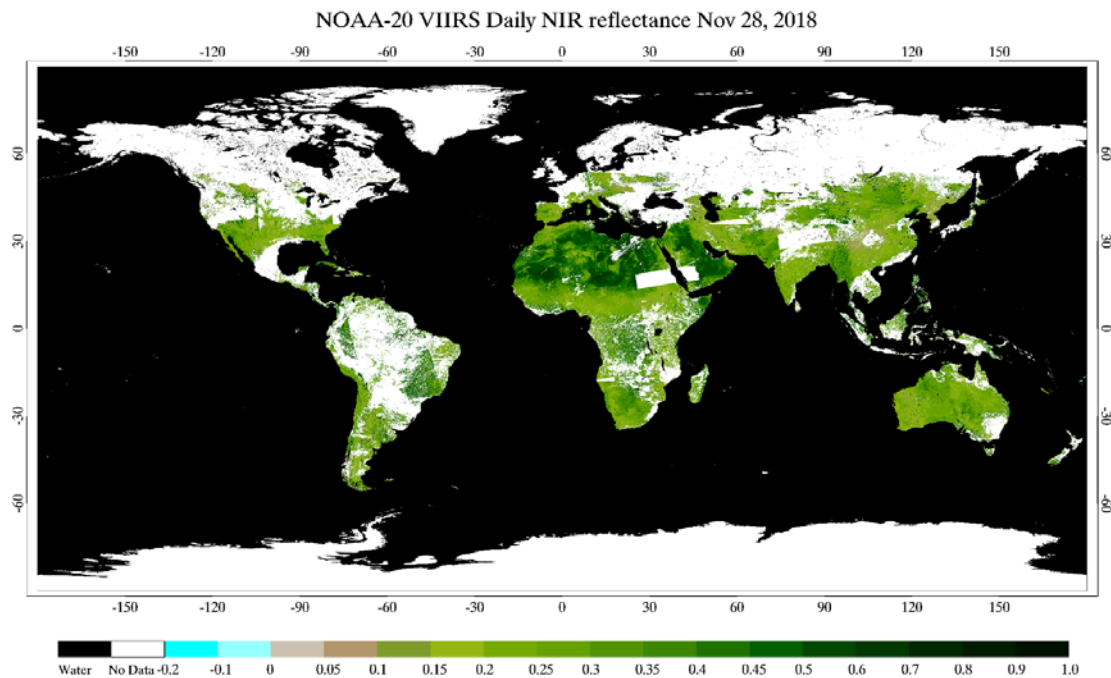 NOAA-20 VIIRS Daily NIR reflectance Nov 28, 2018
-150 -120 -90 -60 -30 0 30 60 90 120 150
60 60
30 30
0 0
-30 -30
-60 -60
-150 -120 -90 -60 -30 0 30 60 90 120 150
Water No Data -0.2 -0.1 0 0.05 0.1 0.15 0.2 0.25 0.3 0.35 0.4 0.45 0.5 0.6 0.7 0.8 0.9 1.0